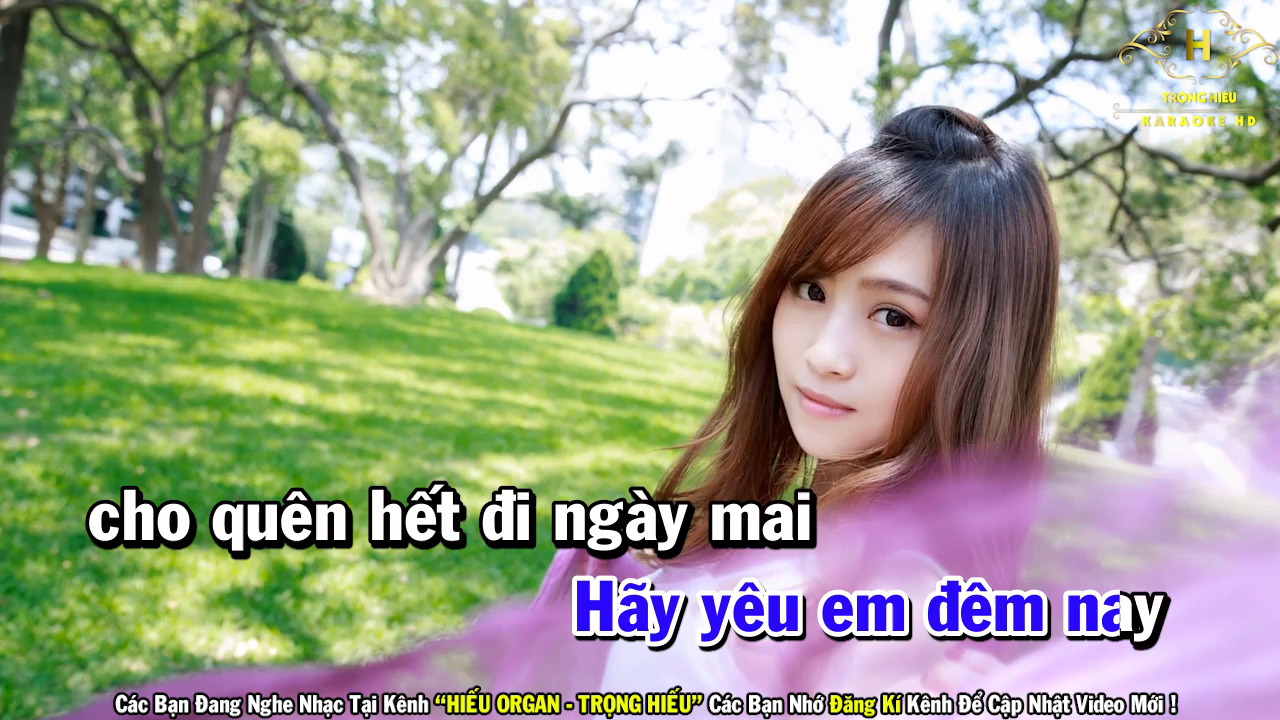 H
TRỌNG HIẾU
KARAOKE HD
cho quên hết đi ngày mai
Hãy yêu em đêm nay
Các Bạn Đang Nghe Nhạc Tại Kênh “HIẾU ORGAN - TRỌNG HIẾU” Các Bạn Nhớ Đăng Kí Kênh Để Cập Nhật Video Mới !